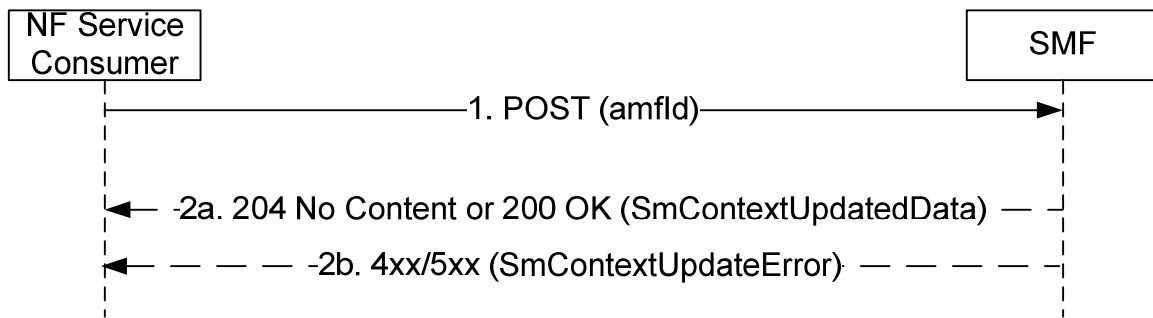 NF Service
Consumer
SMF
1. POST (amfId)
2a. 204 No Content or 200 OK (SmContextUpdatedData)
2b. 4xx/5xx (SmContextUpdateError)